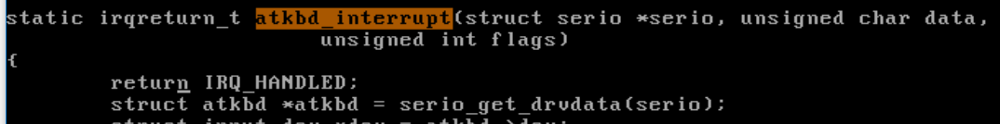 static irqreturn_t atkbd_interrupt(struct serio *serio, unsigned char data,
unsigned int flags)
{
return IRQ_HANDLED;
struct atkbd *atkbd = serio_get_drvdata(serio);